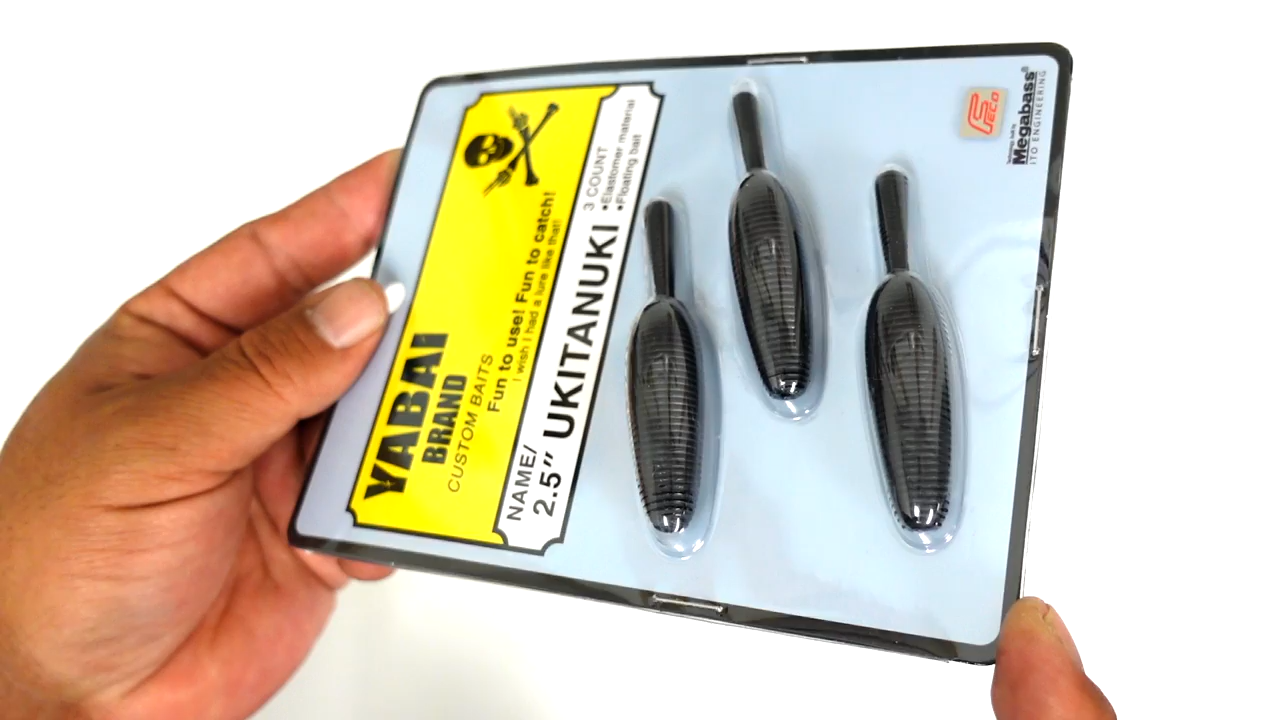 YABAI
BRAND
CUSTOM BAITS
Fun to use! Fun to catch!
I wish I had a lure like that!
NAME/
2.5" UKITANUKI
3 COUNT
•Elastomer material
•Floating bait
FECO
Megabass®
ITO ENGINEERING